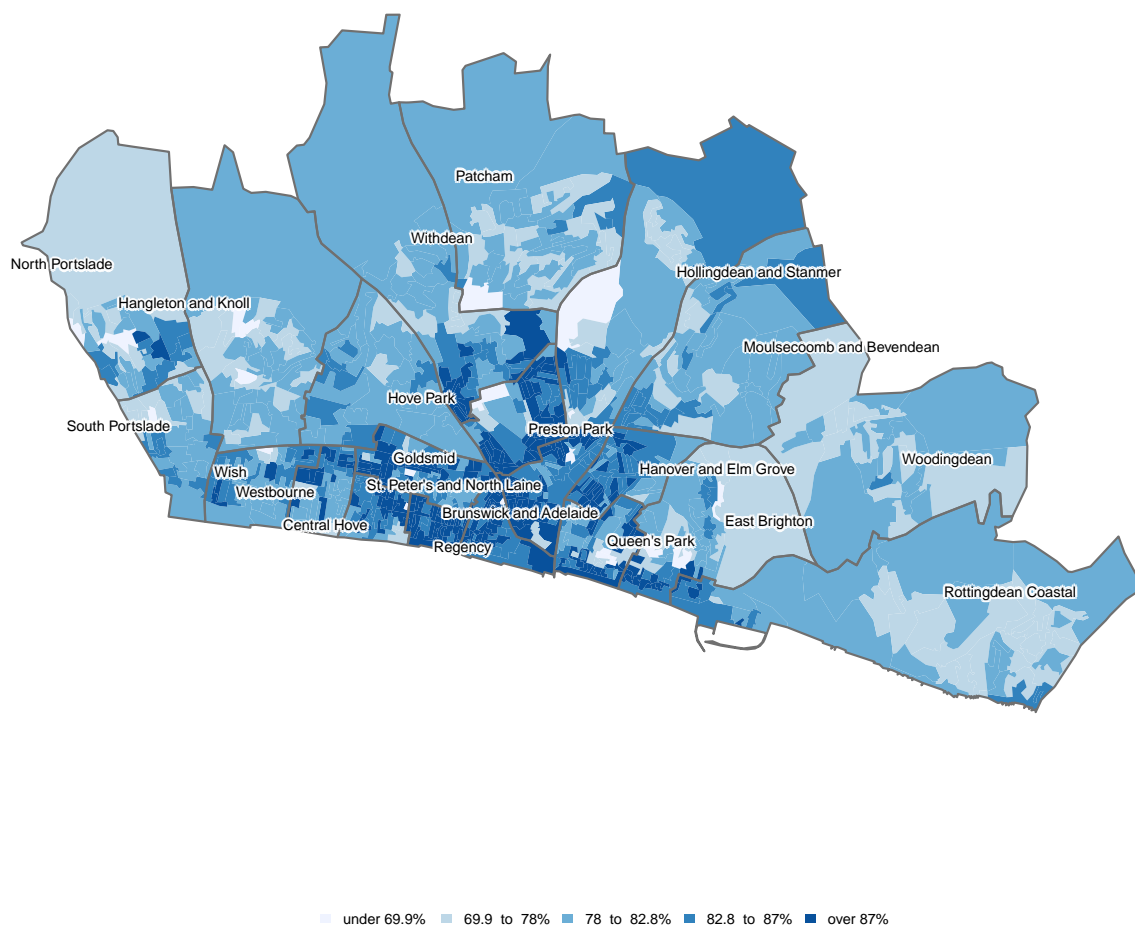 Patcham
Withdean
North Portslade
Hollingdean and Stanmer
Hangleton and Knoll
Moulsecoomb and Bevendean
Hove Park
South Portslade
Preston Park
Goldsmid
Woodingdean
Wish
Hanover and Elm Grove
St. Peter's and North Laine
Westbourne
Brunswick and Adelaide
East Brighton
Central Hove
Queen's Park
Regency
Rottingdean Coastal
under 69.9%
69.9 to 78%
78 to 82.8%
82.8 to 87%
over 87%